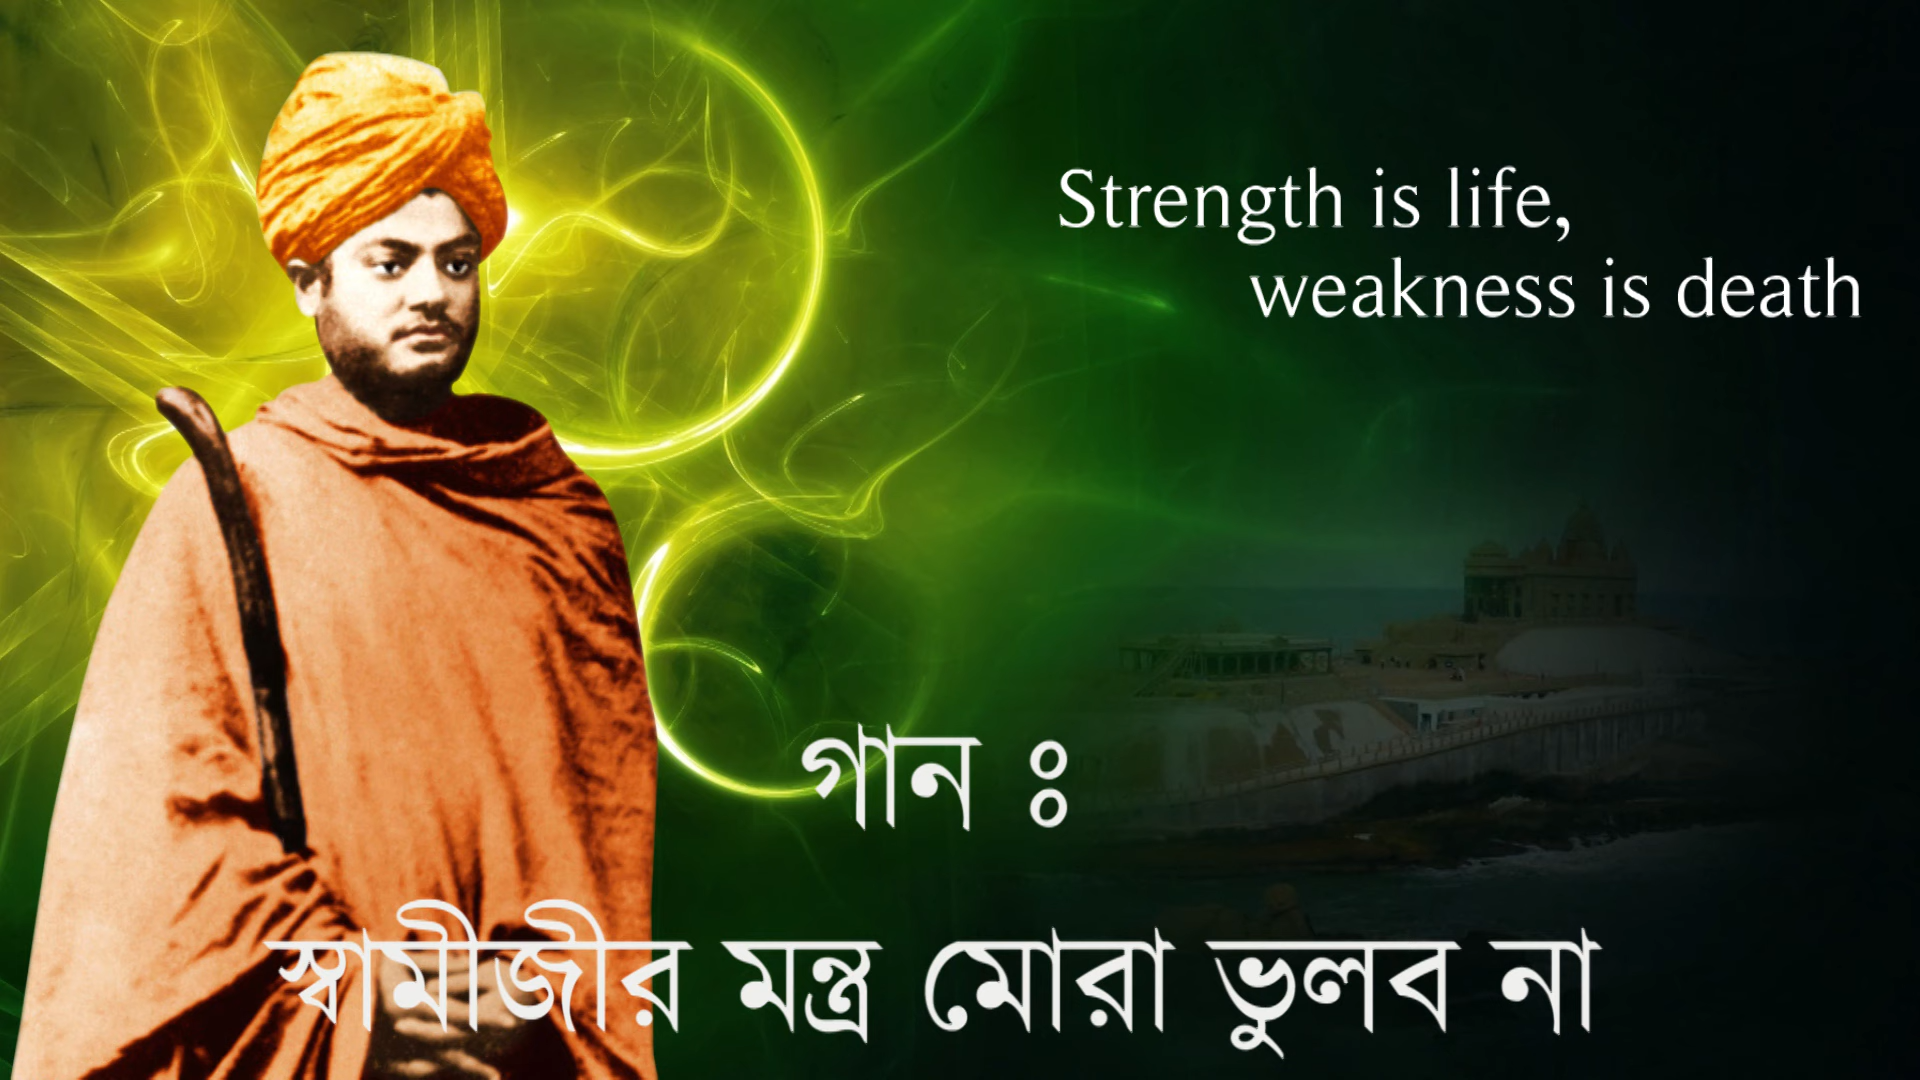 Strength is life,
weakness is death
গান ঃ
স্বামীজীর মন্ত্র মোরা ভুলব না